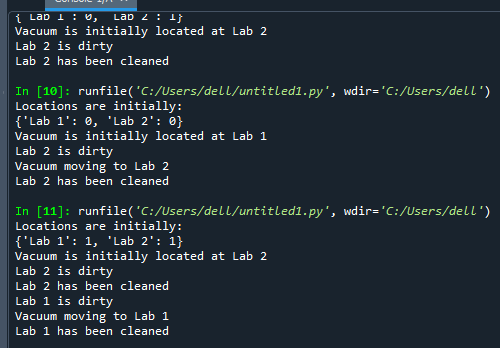 {'Lab 1': 0, 'Lab 2': 1}
Vacuum is initially located at Lab 2
Lab 2 is dirty
Lab 2 has been cleaned
In [10]: runfile('C:/Users/dell/untitled1.py', wdir='C:/Users/dell')
Locations are initially:
{'Lab 1': 0, 'Lab 2': 0}
Vacuum is initially located at Lab 1
Lab 2 is dirty
Vacuum moving to Lab 2
Lab 2 has been cleaned
In [11]: runfile('C:/Users/dell/untitled1.py', wdir='C:/Users/dell')
Locations are initially:
{'Lab 1': 1, 'Lab 2': 1}
Vacuum is initially located at Lab 2
Lab 2 is dirty
Lab 2 has been cleaned
Lab 1 is dirty
Vacuum moving to Lab 1
Lab 1 has been cleaned